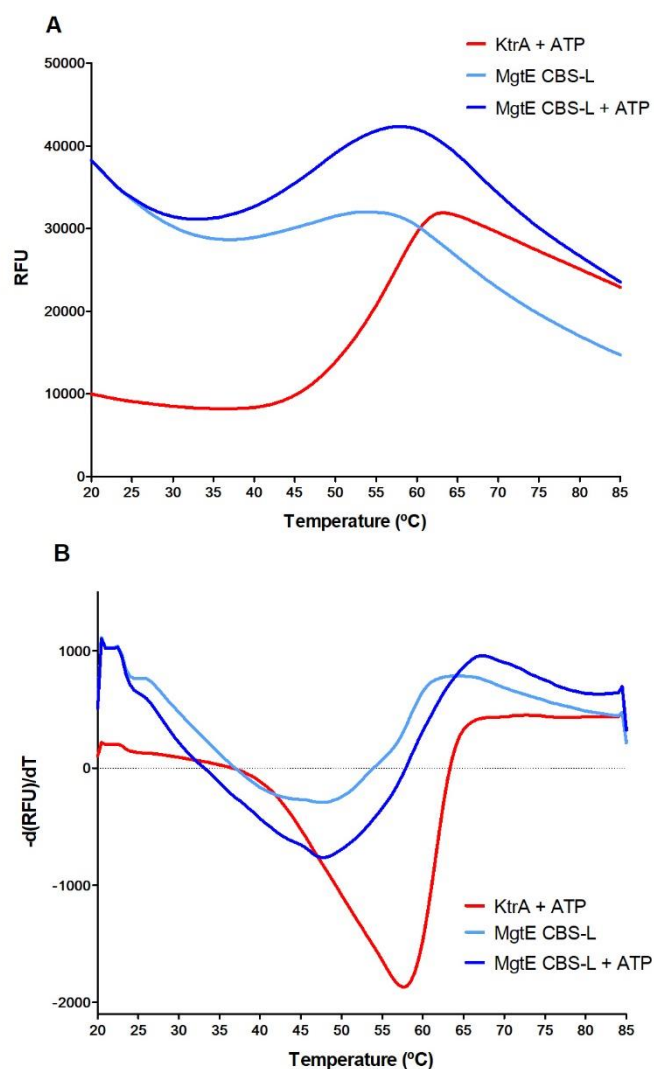 A
KtrA + ATP
MgtE CBS-L
MgtE CBS-L + ATP
RFU
50000
40000
30000
20000
10000
0
20 25 30 35 40 45 50 55 60 65 70 75 80 85
Temperature (ºC)
B
-d(RFU)/dT
1000
0
-1000
-2000
KtrA + ATP
MgtE CBS-L
MgtE CBS-L + ATP
20 25 30 35 40 45 50 55 60 65 70 75 80 85
Temperature (ºC)